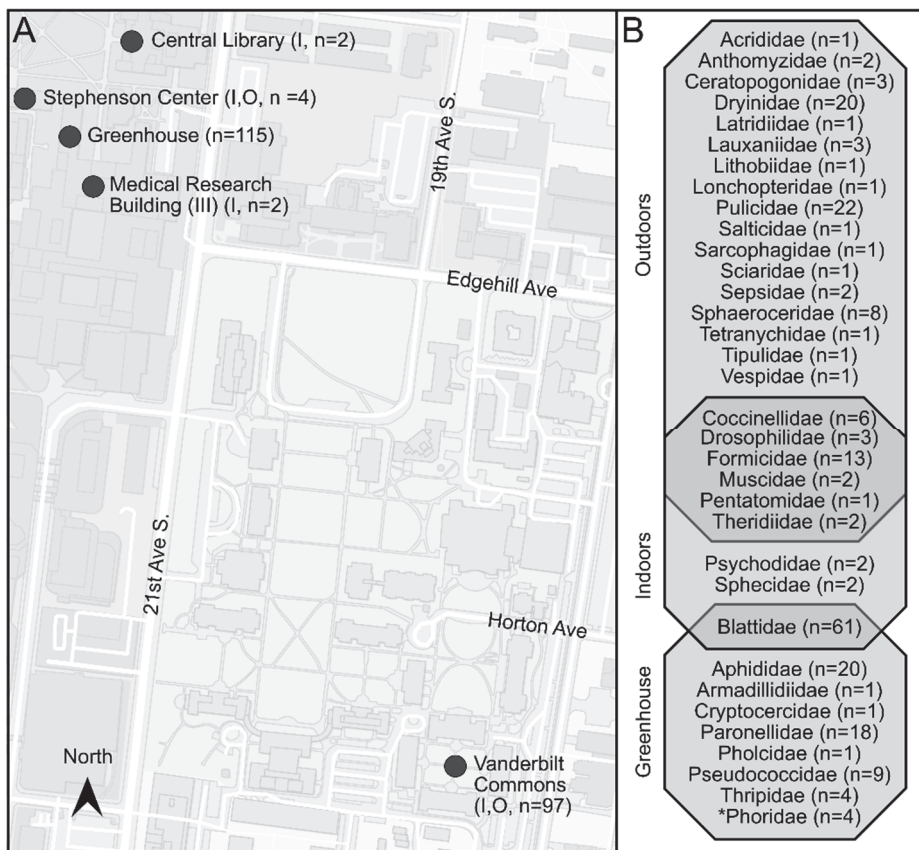 A
Central Library (I, n=2)
Stephenson Center (I,O, n =4)
Greenhouse (n=115)
Medical Research
Building (III) (I, n=2)
19th Ave S.
Edgehill Ave
21st Ave S.
Horton Ave
North
Vanderbilt
Commons
(I,O, n=97)
B
Outdoors
Acrididae (n=1)
Anthomyzidae (n=2)
Ceratopogonidae (n=3)
Dryinidae (n=20)
Latridiidae (n=1)
Lauxaniidae (n=3)
Lithobiidae (n=1)
Lonchopteridae (n=1)
Pulicidae (n=22)
Salticidae (n=1)
Sarcophagidae (n=1)
Sciaridae (n=1)
Sepsidae (n=2)
Sphaeroceridae (n=8)
Tetranychidae (n=1)
Tipulidae (n=1)
Vespidae (n=1)
Coccinellidae (n=6)
Drosophilidae (n=3)
Formicidae (n=13)
Muscidae (n=2)
Pentatomidae (n=1)
Theridiidae (n=2)
Indoors
Psychodidae (n=2)
Sphecidae (n=2)
Blattidae (n=61)
Greenhouse
Aphididae (n=20)
Armadillidiidae (n=1)
Cryptocercidae (n=1)
Paronellidae (n=18)
Pholcidae (n=1)
Pseudococcidae (n=9)
Thripidae (n=4)
*Phoridae (n=4)